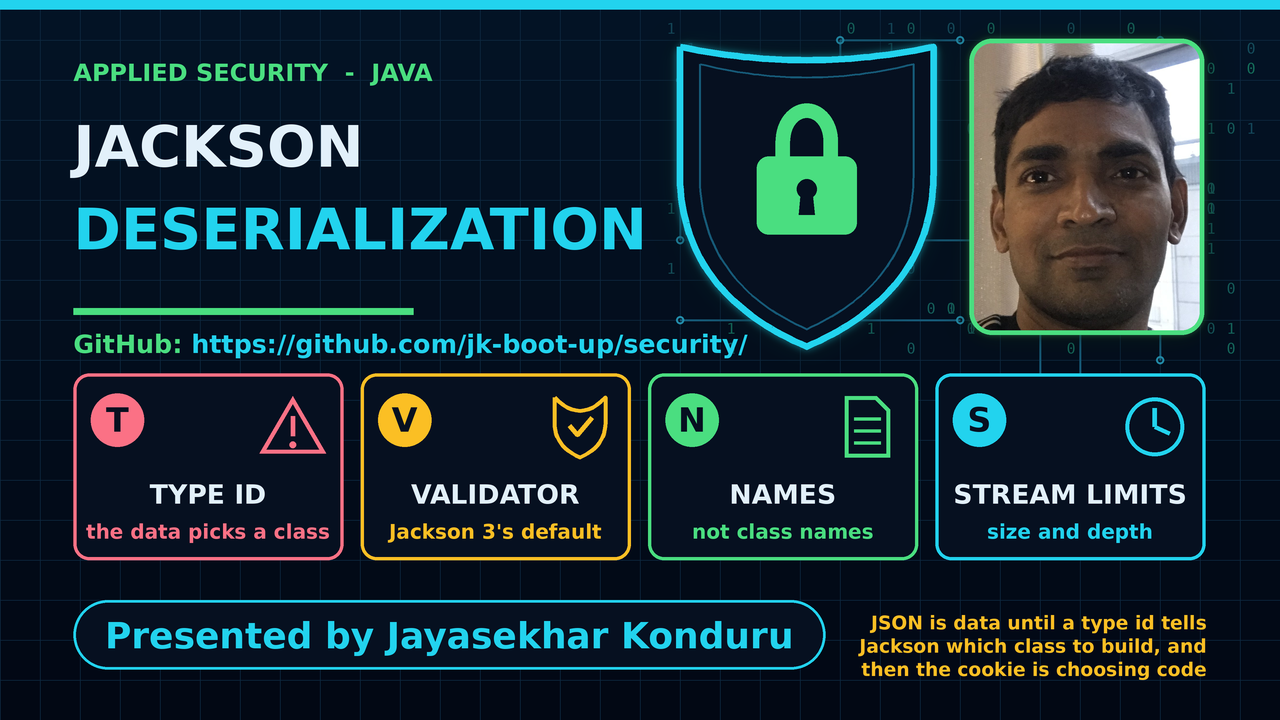 APPLIED SECURITY - JAVA
JACKSON
DESERIALIZATION
GitHub: https://github.com/jk-boot-up/security/
T
TYPE ID
the data picks a class
V
VALIDATOR
Jackson 3's default
N
NAMES
not class names
S
STREAM LIMITS
size and depth
Presented by Jayasekhar Konduru
JSON is data until a type id tells
Jackson which class to build, and
then the cookie is choosing code